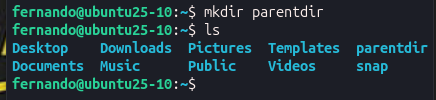 fernando@ubuntu25-10:~$ mkdir parentdir
fernando@ubuntu25-10:~$ ls
Desktop    Downloads  Pictures  Templates  parentdir
Documents  Music      Public    Videos     snap
fernando@ubuntu25-10:~$